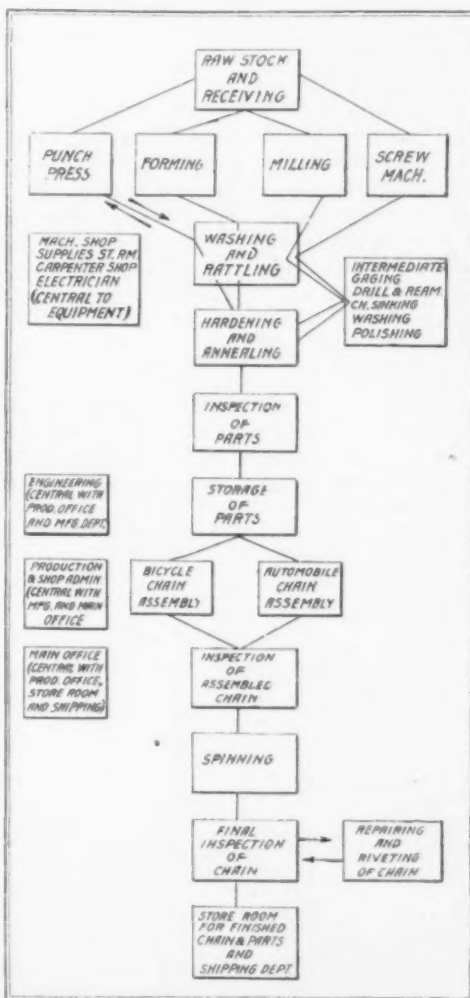 RAW STOCK
AND
RECEIVING
PUNCH
PRESS
FORMING
MILLING
SCREW
MACH.
MACH. SHOP
SUPPLIES ST. RM.
CARPENTER SHOP
ELECTRICIAN
(CENTRAL TO
EQUIPMENT)
WASHING
AND
RATTLING
INTERMEDIATE
GAGING
DRILL & REAM
CH. SINKING
WASHING
POLISHING
HARDENING
AND
ANNEALING
INSPECTION
OF
PARTS
ENGINEERING
(CENTRAL WITH
PROD. OFFICE
AND MFG. DEPT.
STORAGE
OF
PARTS
PRODUCTION
& SHOP ADMIN
(CENTRAL WITH
MFG. AND MAIN
OFFICE
BICYCLE
CHAIN
ASSEMBLY
AUTOMOBILE
CHAIN
ASSEMBLY
MAIN OFFICE
(CENTRAL WITH
PROD. OFFICE,
STORE ROOM
AND SHIPPING)
INSPECTION
OF
ASSEMBLED
CHAIN
SPINNING
FINAL
INSPECTION
OF
CHAIN
REPAIRING
AND
RIVETING
OF CHAIN
STORE ROOM
FOR FINISHED
CHAIN & PARTS
AND
SHIPPING DEPT.